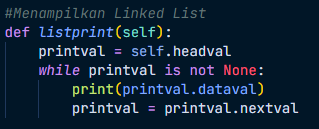 #Menampilkan Linked List
def listprint(self):
printval = self.headval
while printval is not None:
print(printval.dataval)
printval = printval.nextval